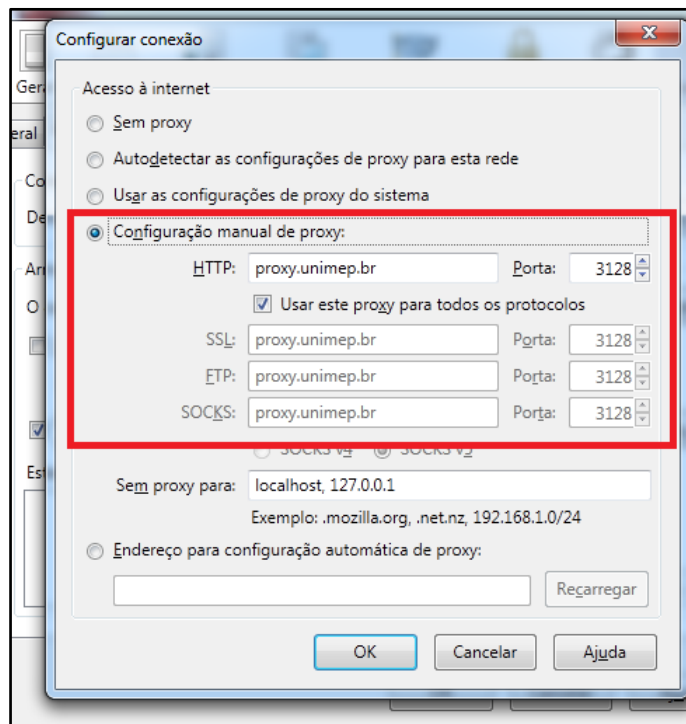 Configurar conexão
Acesso à internet
Sem proxy
Autodetectar as configurações de proxy para esta rede
Usar as configurações de proxy do sistema
Configuração manual de proxy:
HTTP: proxy.unimep.br Porta: 3128
Usar este proxy para todos os protocolos
SSL: proxy.unimep.br Porta: 3128
FTP: proxy.unimep.br Porta: 3128
SOCKS: proxy.unimep.br Porta: 3128
SOCKS v4 SOCKS v5
Sem proxy para: localhost, 127.0.0.1
Exemplo: .mozilla.org, .net.nz, 192.168.1.0/24
Endereço para configuração automática de proxy:
Recarregar
OK Cancelar Ajuda